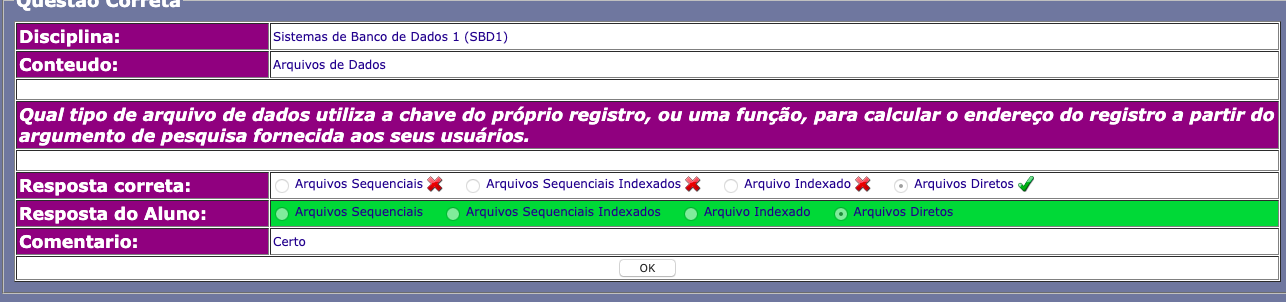 Questão Correta
Disciplina: Sistemas de Banco de Dados 1 (SBD1)
Conteudo: Arquivos de Dados
Qual tipo de arquivo de dados utiliza a chave do próprio registro, ou uma função, para calcular o endereço do registro a partir do
argumento de pesquisa fornecida aos seus usuários.
Resposta correta: Arquivos Sequenciais Arquivos Sequenciais Indexados Arquivo Indexado Arquivos Diretos
Resposta do Aluno: Arquivos Sequenciais Arquivos Sequenciais Indexados Arquivo Indexado Arquivos Diretos
Comentario: Certo
OK